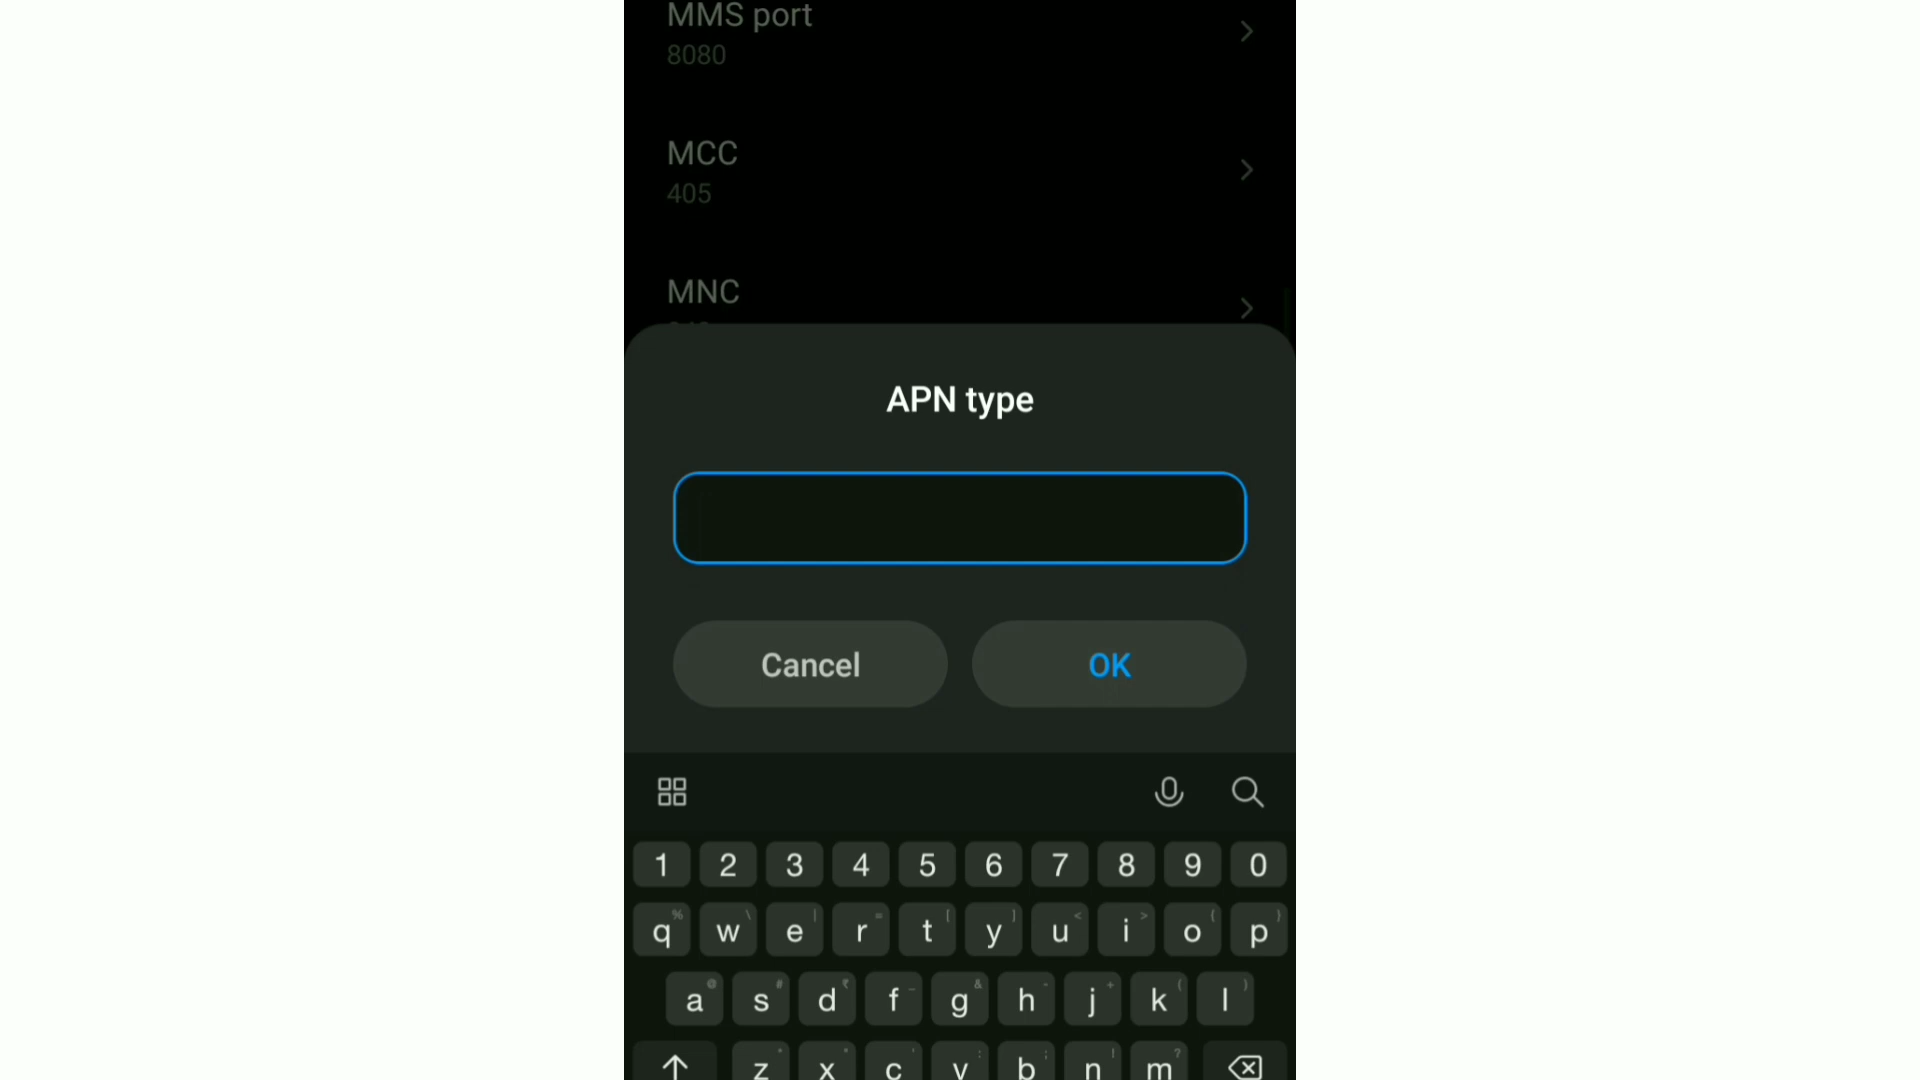 MMS port
8080
MCC
405
MNC
APN type
Cancel
OK
1 2 3 4 5 6 7 8 9 0
q w e r t y u i o p
a s d f g h j k l
z x c v b n m